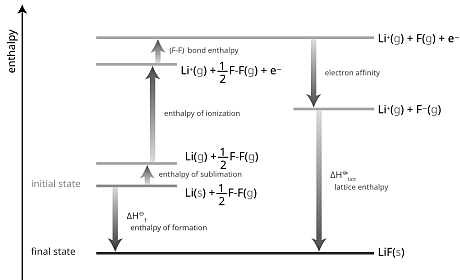 enthalpy
Li⁺(g) + F(g) + e⁻
(F-F) bond enthalpy
Li⁺(g) + 1/2 F-F(g) + e⁻
electron affinity
Li⁺(g) + F⁻(g)
enthalpy of ionization
Li(g) + 1/2 F-F(g)
enthalpy of sublimation
initial state
Li(s) + 1/2 F-F(g)
ΔH⦵latt
lattice enthalpy
ΔH⦵f
enthalpy of formation
final state
LiF(s)